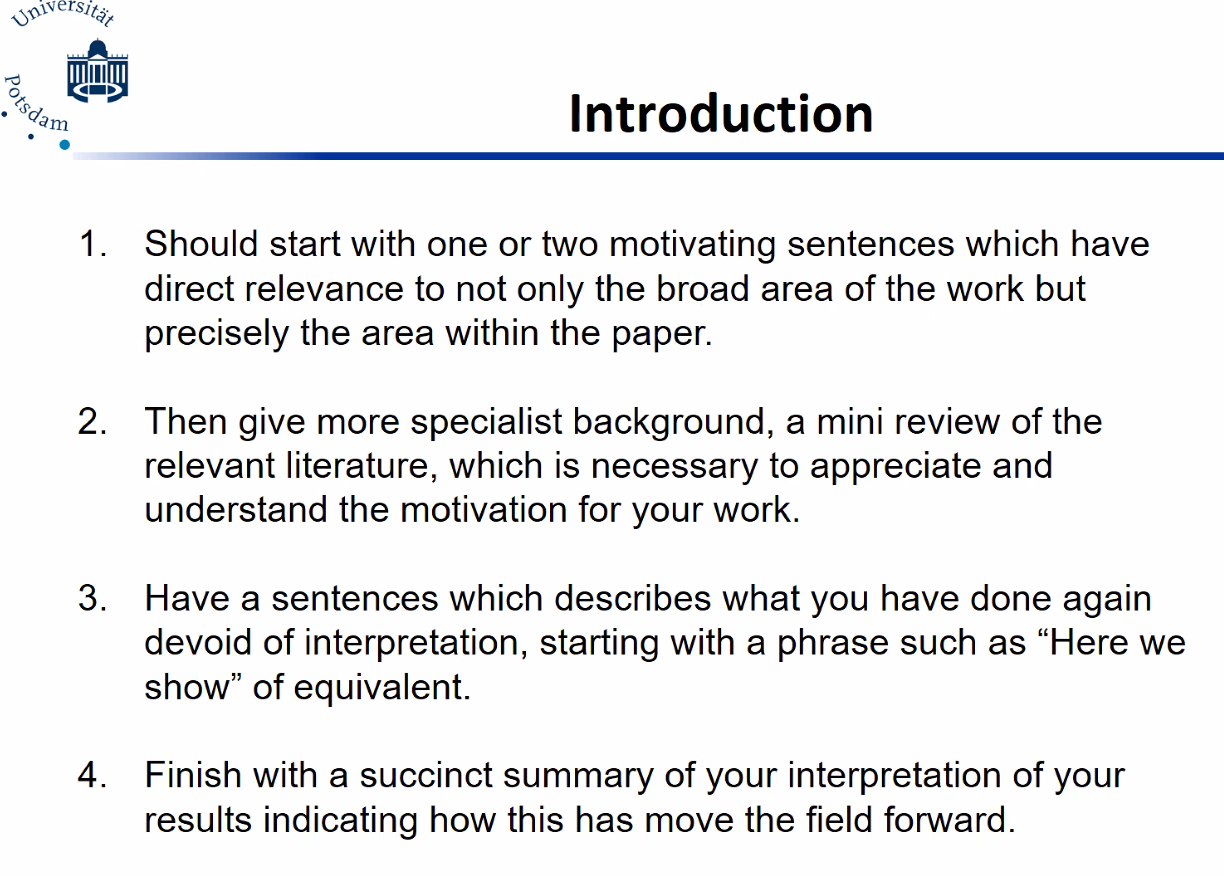 Universität
Potsdam
Introduction
1. Should start with one or two motivating sentences which have
direct relevance to not only the broad area of the work but
precisely the area within the paper.
2. Then give more specialist background, a mini review of the
relevant literature, which is necessary to appreciate and
understand the motivation for your work.
3. Have a sentences which describes what you have done again
devoid of interpretation, starting with a phrase such as “Here we
show” of equivalent.
4. Finish with a succinct summary of your interpretation of your
results indicating how this has move the field forward.